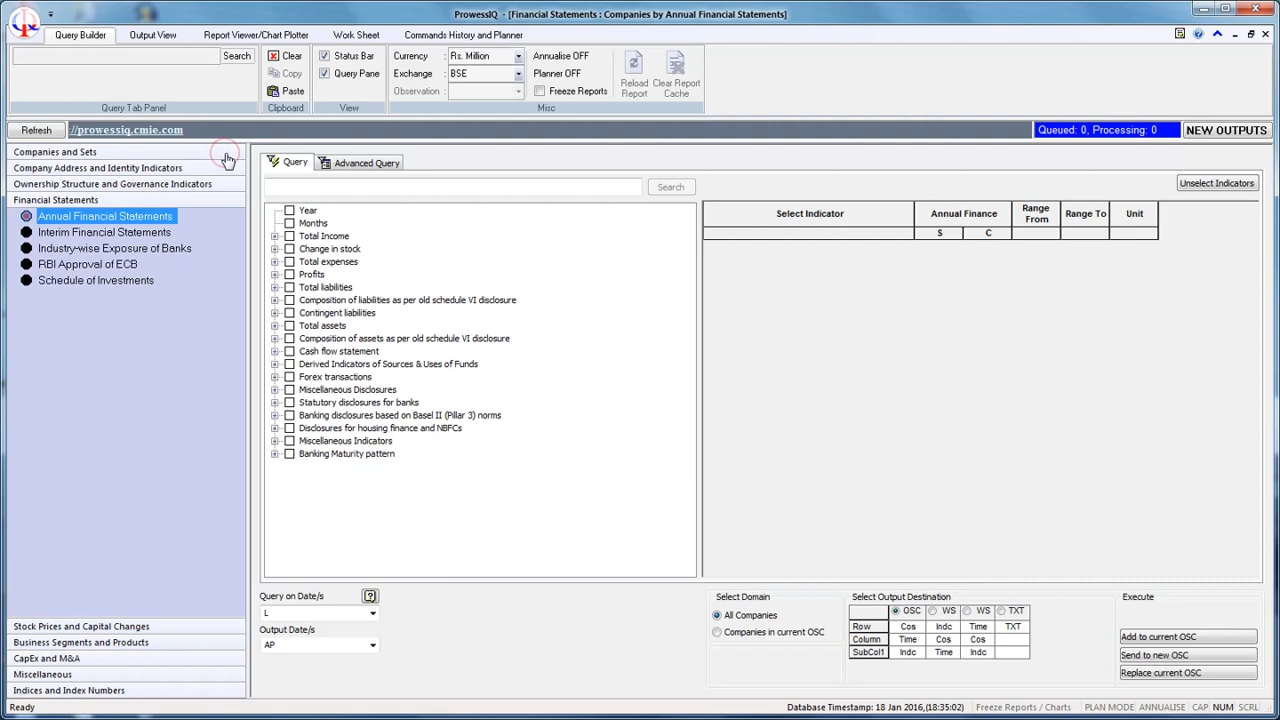 ProwessIQ - [Financial Statements : Companies by Annual Financial Statements]
Query Builder Output View Report Viewer/Chart Plotter Work Sheet Commands History and Planner
Search Clear Status Bar Currency Rs. Million Annualise OFF
Copy Query Pane Exchange BSE Planner OFF Reload Report Clear Report Cache
Paste Observation Freeze Reports
Query Tab Panel Clipboard View Misc
Refresh //prowessiq.cmie.com Queued: 0, Processing: 0 NEW OUTPUTS
Companies and Sets
Company Address and Identity Indicators
Ownership Structure and Governance Indicators
Financial Statements
Annual Financial Statements
Interim Financial Statements
Industry-wise Exposure of Banks
RBI Approval of ECB
Schedule of Investments
Stock Prices and Capital Changes
Business Segments and Products
CapEx and M&A
Miscellaneous
Indices and Index Numbers
Query Advanced Query
Search Unselect Indicators
Year
Months
Total Income
Change in stock
Total expenses
Profits
Total liabilities
Composition of liabilities as per old schedule VI disclosure
Contingent liabilities
Total assets
Composition of assets as per old schedule VI disclosure
Cash flow statement
Derived Indicators of Sources & Uses of Funds
Forex transactions
Miscellaneous Disclosures
Statutory disclosures for banks
Banking disclosures based on Basel II (Pillar 3) norms
Disclosures for housing finance and NBFCs
Miscellaneous Indicators
Banking Maturity pattern
Select Indicator Annual Finance Range From Range To Unit
S C
Query on Date/s ?
L
Output Date/s
AP
Select Domain
All Companies
Companies in current OSC
Select Output Destination
OSC WS WS TXT
Row Cos Indc Time TXT
Column Time Cos Cos
SubCol1 Indc Time Indc
Execute
Add to current OSC
Send to new OSC
Replace current OSC
Ready Database Timestamp: 18 Jan 2016,(18:35:02) Freeze Reports / Charts PLAN MODE ANNUALISE CAP NUM SCRL